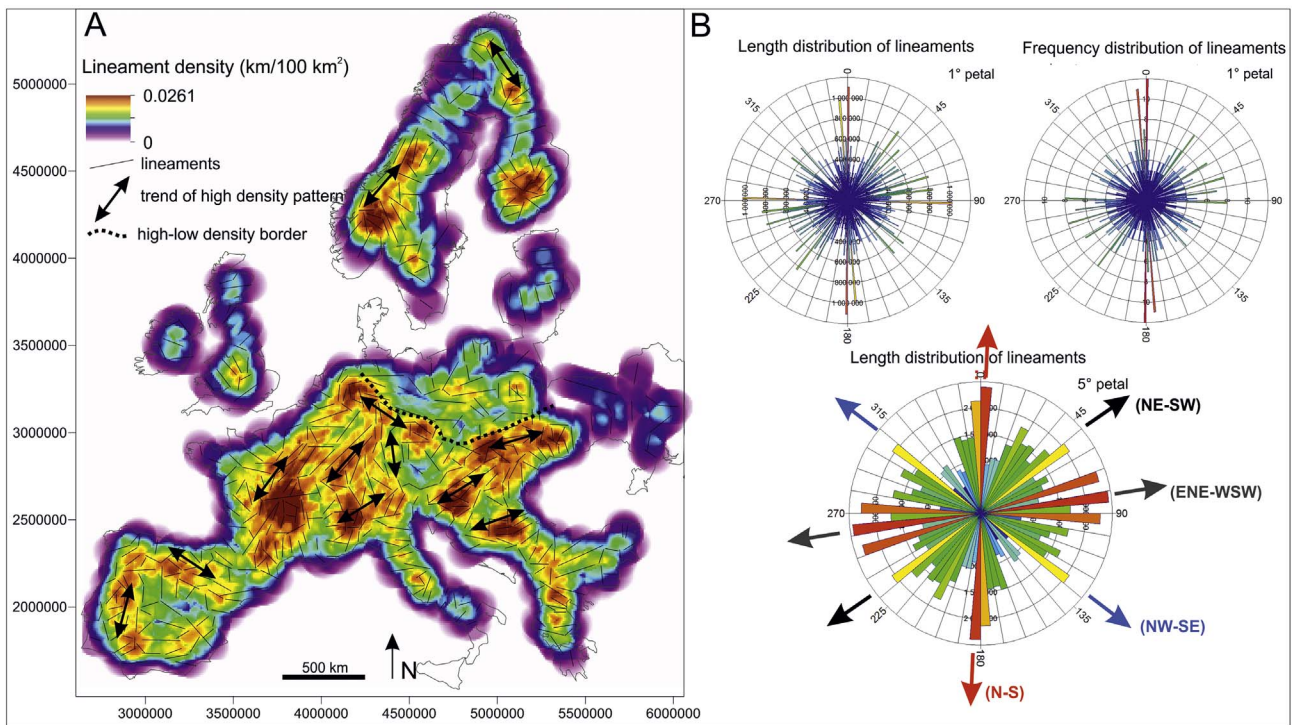 A
Lineament density (km/100 km²)
0.0261
0
lineaments
trend of high density pattern
high-low density border
5000000
4500000
4000000
3500000
3000000
2500000
2000000
500 km
N
3000000 3500000 4000000 4500000 5000000 5500000 6000000
B
Length distribution of lineaments
1° petal
0
45
90
135
180
225
270
315
Frequency distribution of lineaments
1° petal
0
45
90
135
180
225
270
315
Length distribution of lineaments
5° petal
45
90
135
180
225
270
315
(NE-SW)
(ENE-WSW)
(NW-SE)
(N-S)